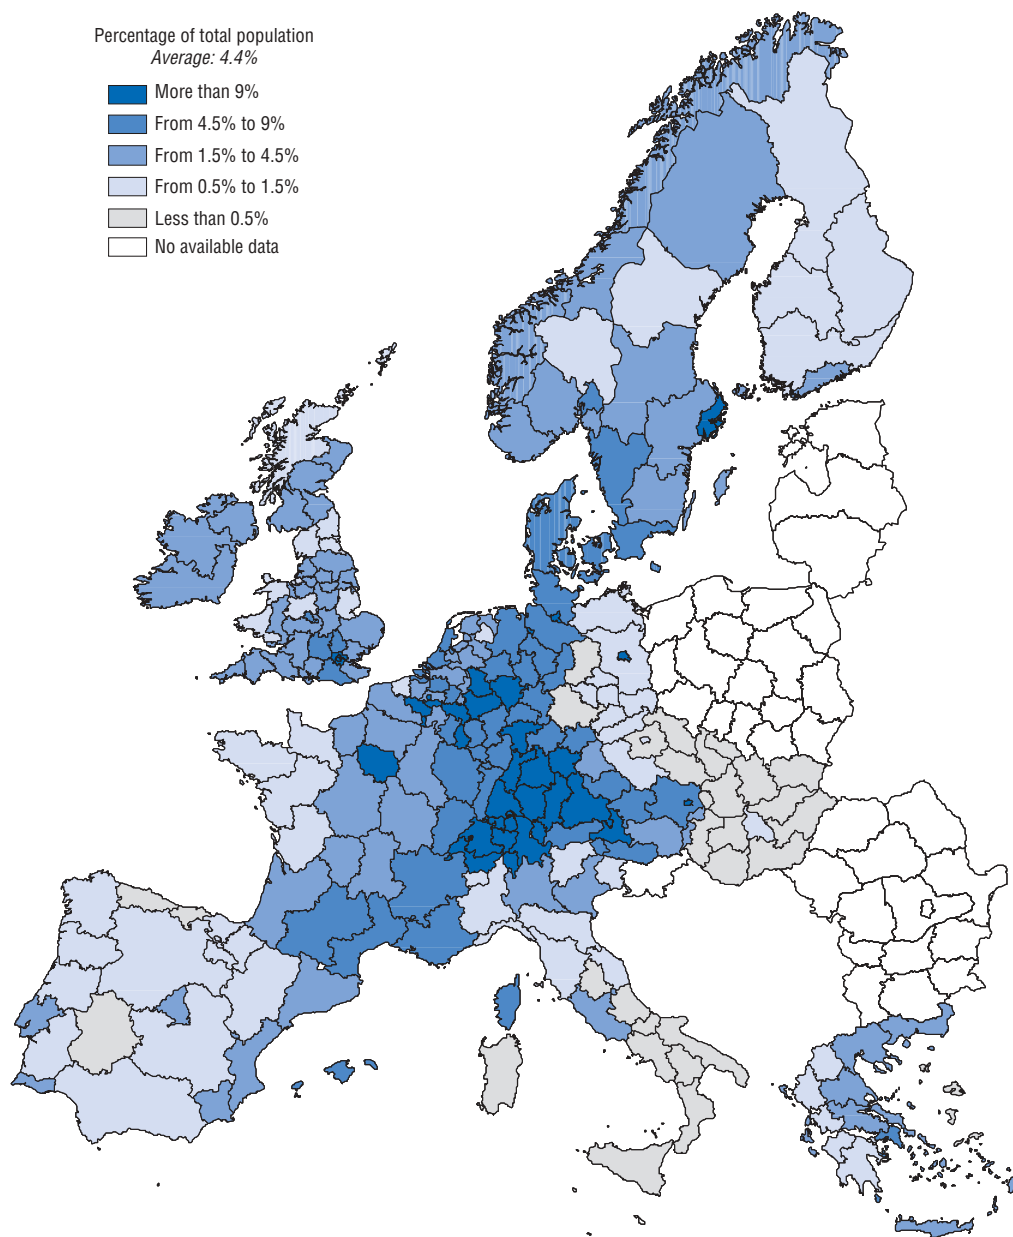 Percentage of total population
Average: 4.4%
More than 9%
From 4.5% to 9%
From 1.5% to 4.5%
From 0.5% to 1.5%
Less than 0.5%
No available data